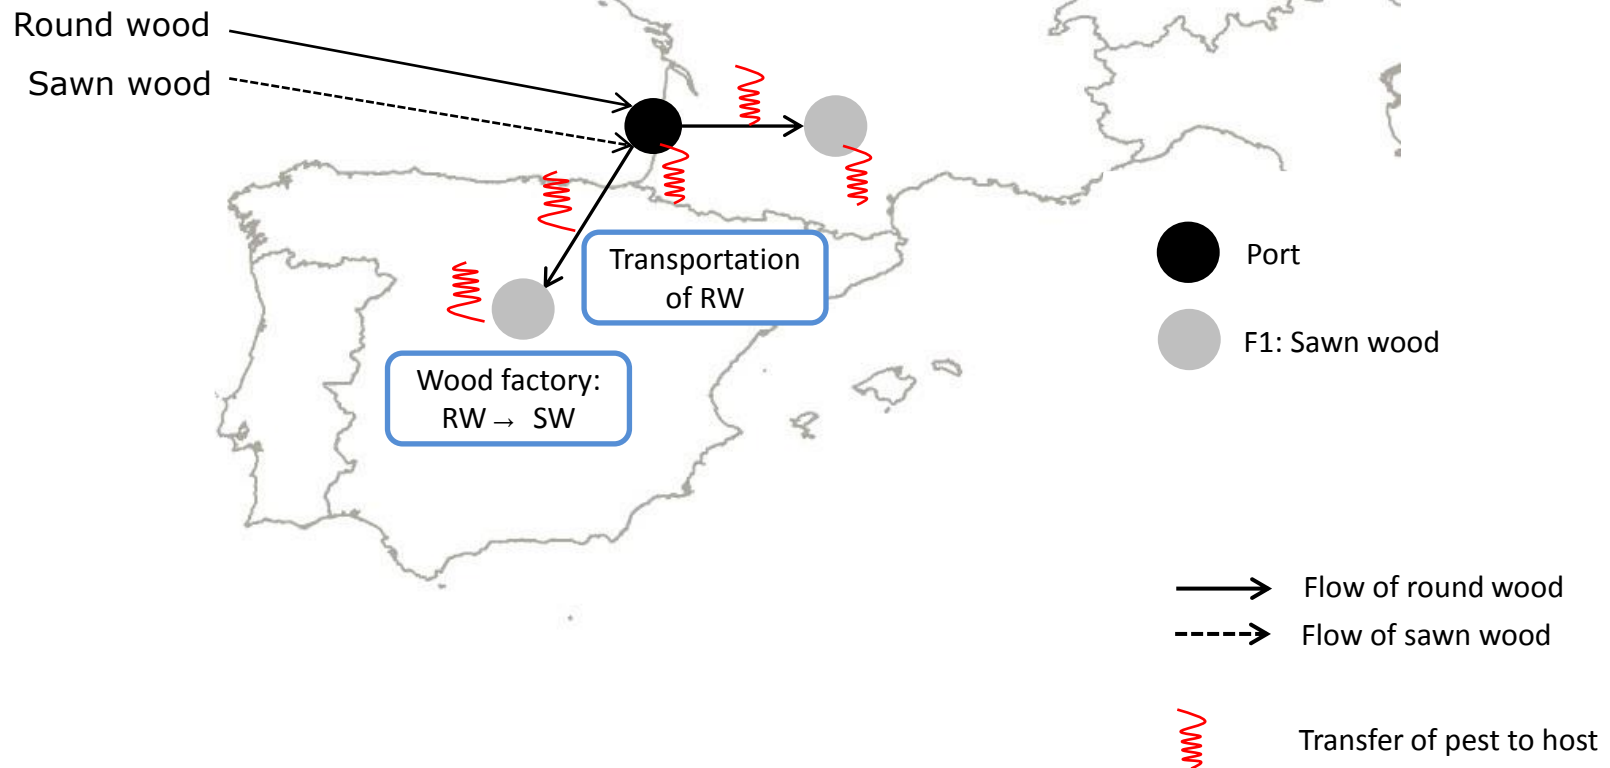 Round wood
Sawn wood
Transportation
of RW
Wood factory:
RW → SW
Port
F1: Sawn wood
Flow of round wood
Flow of sawn wood
Transfer of pest to host